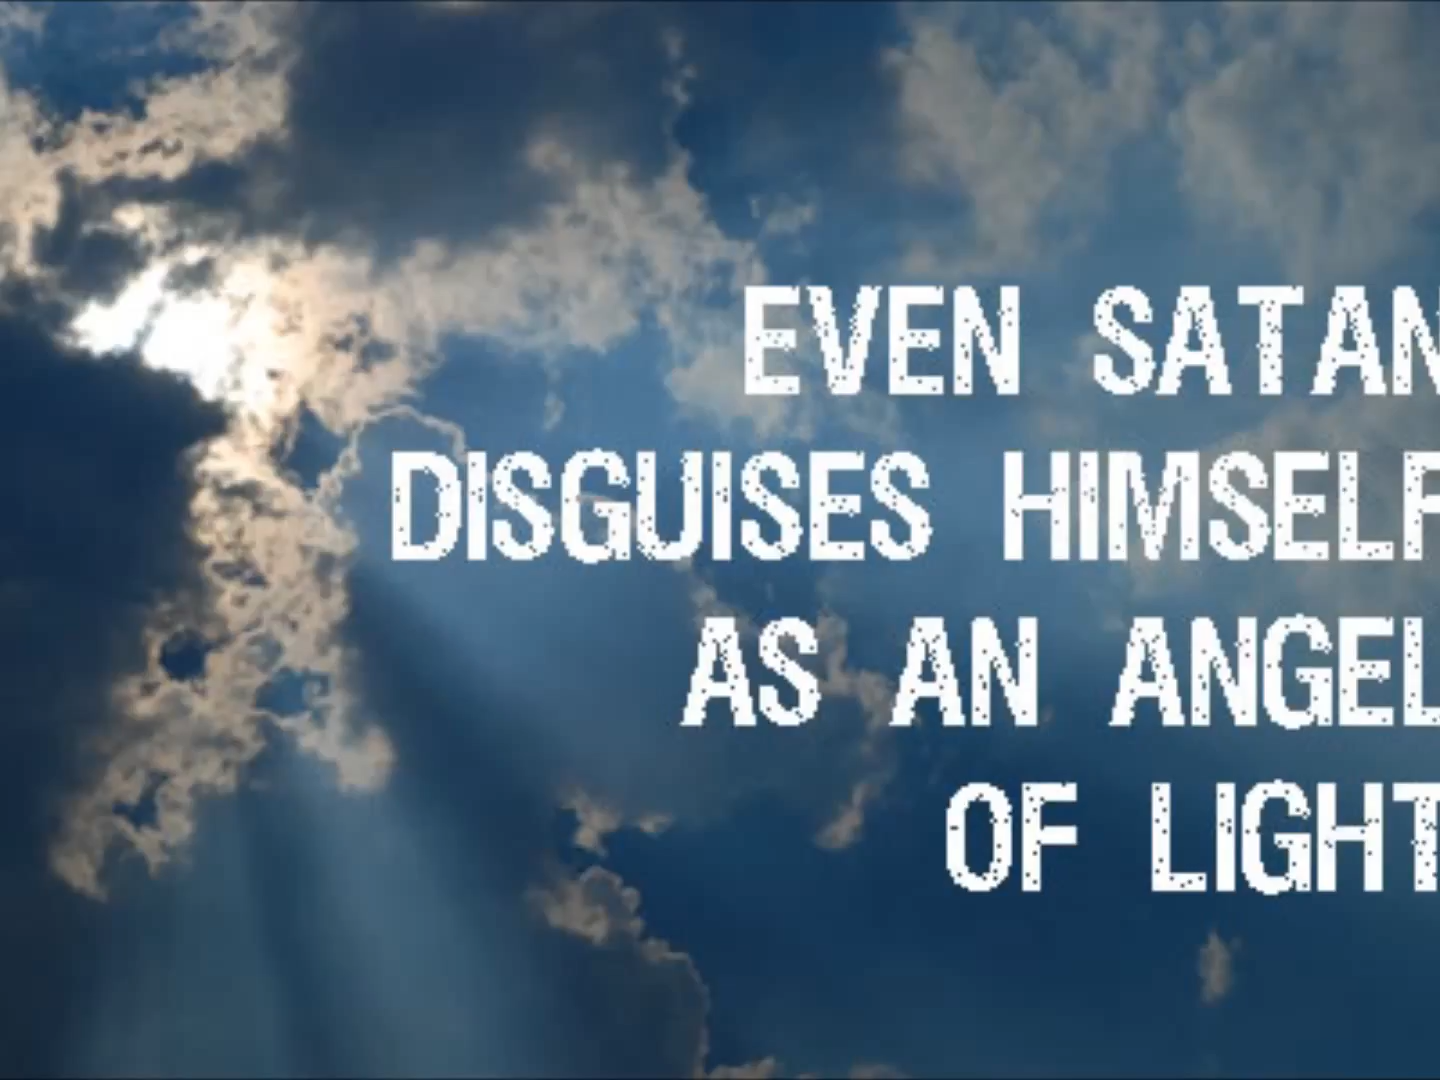 EVEN SATAN
DISGUISES HIMSELF
AS AN ANGEL
OF LIGHT